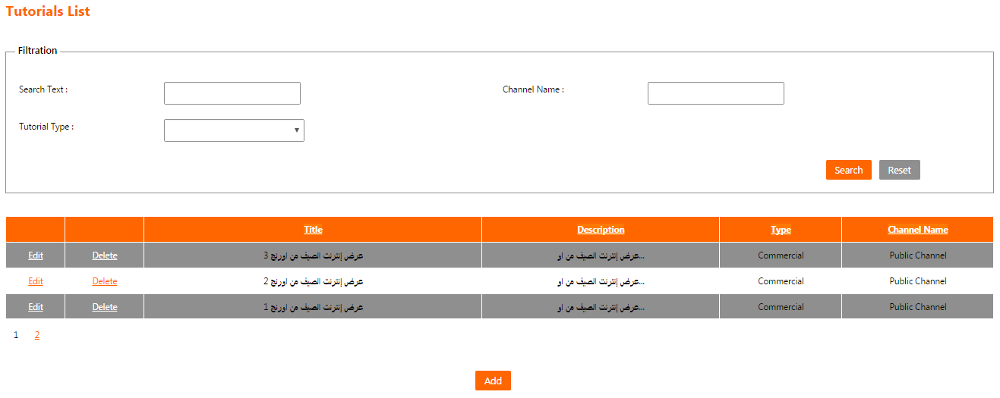 Tutorials List
Filtration
Search Text :
Channel Name :
Tutorial Type :
Search
Reset
Title
Description
Type
Channel Name
Edit
Delete
عرض إنترنت الصيف من اورنج 3
عرض إنترنت الصيف من او...
Commercial
Public Channel
Edit
Delete
عرض إنترنت الصيف من اورنج 2
عرض إنترنت الصيف من او...
Commercial
Public Channel
Edit
Delete
عرض إنترنت الصيف من اورنج 1
عرض إنترنت الصيف من او...
Commercial
Public Channel
1 2
Add